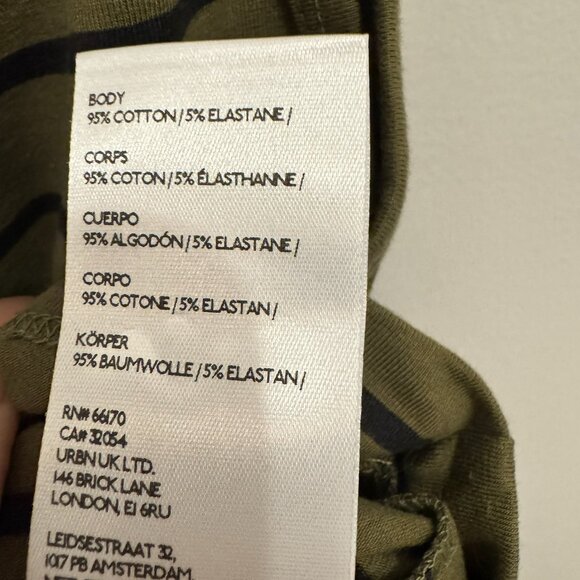 BODY
95% COTTON / 5% ELASTANE /
CORPS
95% COTON / 5% ÉLASTHANNE /
CUERPO
95% ALGODÓN / 5% ELASTANE /
CORPO
95% COTONE / 5% ELASTAN /
KÖRPER
95% BAUMWOLLE / 5% ELASTAN /
RN# 66170
CA# 32054
URBN UK LTD.
146 BRICK LANE
LONDON, E1 6RU
LEIDSESTRAAT 32,
1017 PB AMSTERDAM,